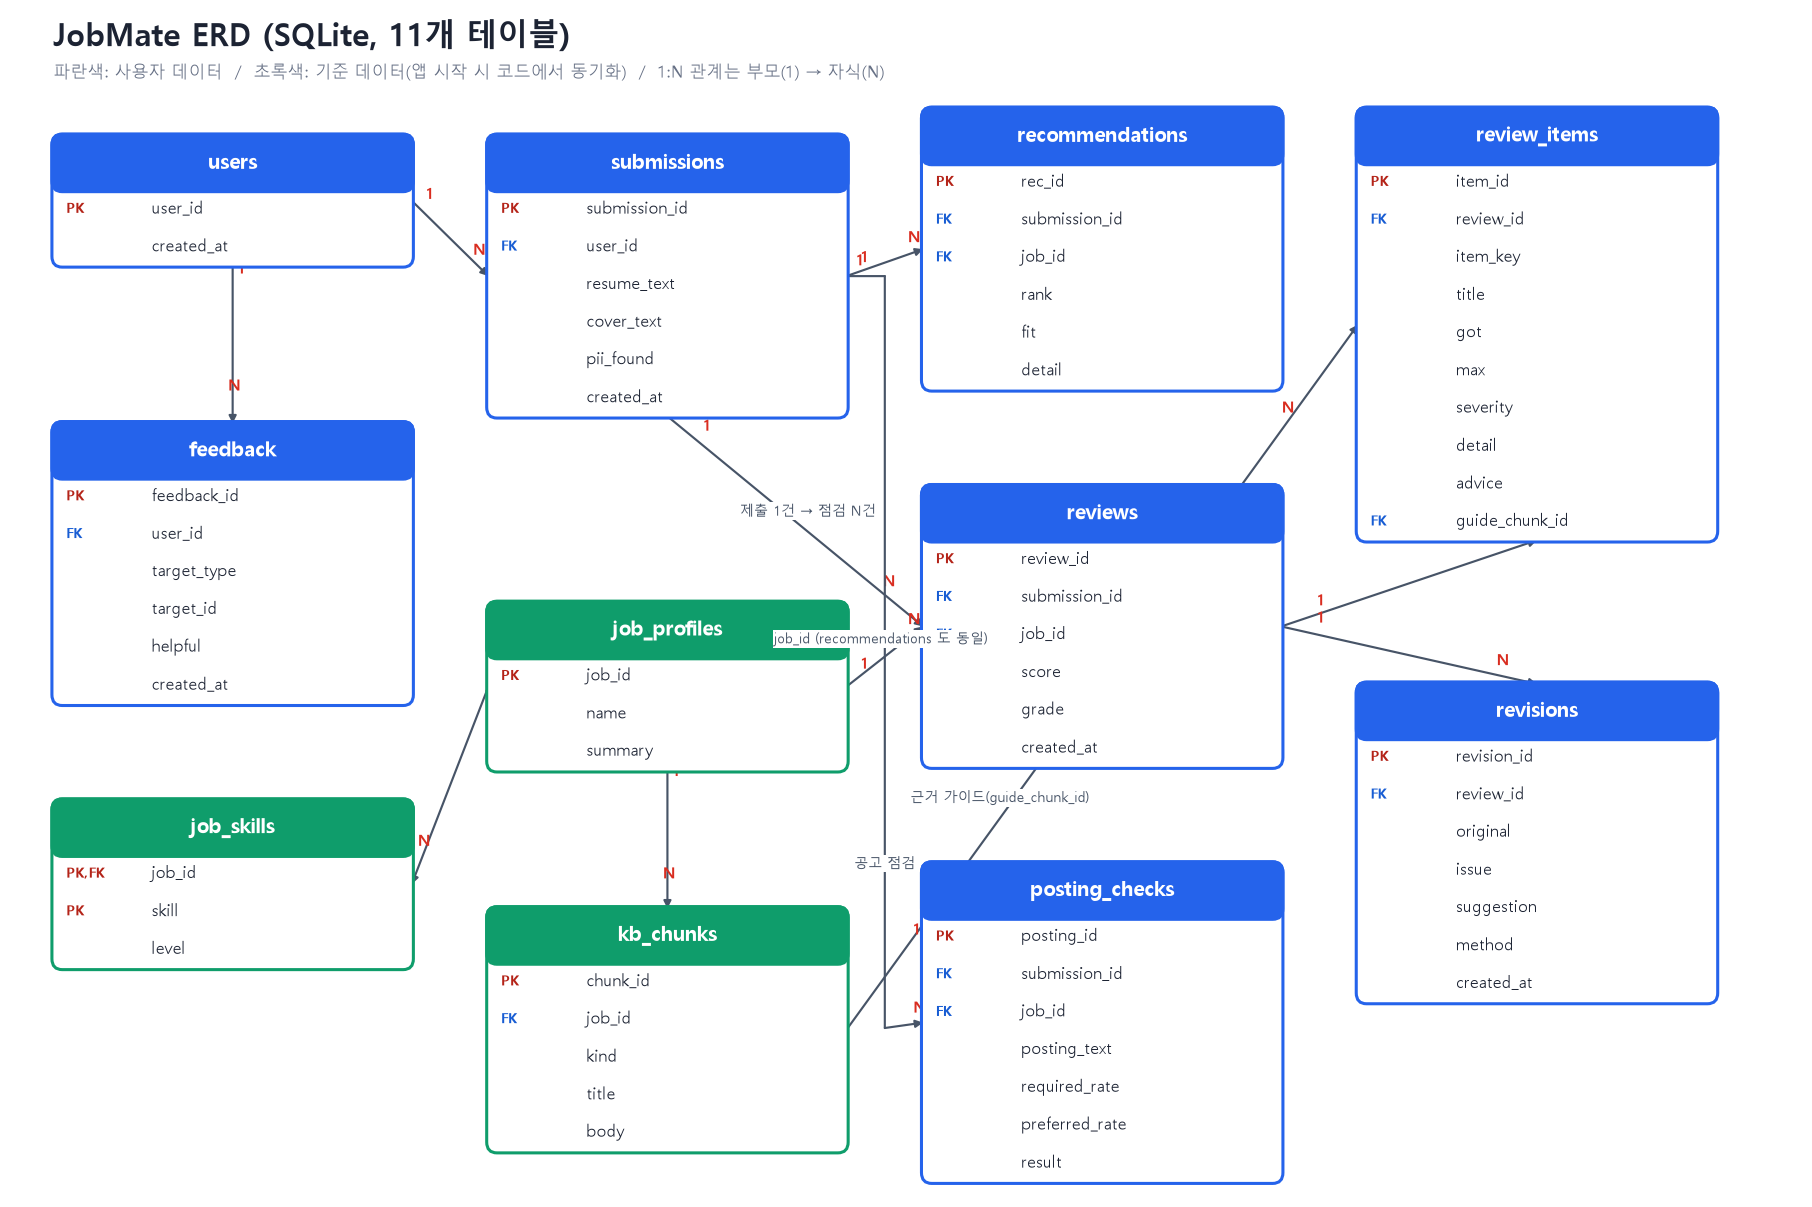 JobMate ERD (SQLite, 11개 테이블)
파란색: 사용자 데이터 / 초록색: 기준 데이터(앱 시작 시 코드에서 동기화) / 1:N 관계는 부모(1) → 자식(N)
users
PK user_id
created_at
1
N
N
feedback
PK feedback_id
FK user_id
target_type
target_id
helpful
created_at
job_skills
PK,FK job_id
PK skill
level
N
submissions
PK submission_id
FK user_id
resume_text
cover_text
pii_found
created_at
1
1
N
1
제출 1건 → 점검 N건
N
N
job_profiles
PK job_id
name
summary
job_id (recommendations 도 동일)
1
N
kb_chunks
PK chunk_id
FK job_id
kind
title
body
recommendations
PK rec_id
FK submission_id
FK job_id
rank
fit
detail
reviews
PK review_id
FK submission_id
job_id
score
grade
created_at
근거 가이드(guide_chunk_id)
공고 점검
1
N
posting_checks
PK posting_id
FK submission_id
FK job_id
posting_text
required_rate
preferred_rate
result
review_items
PK item_id
FK review_id
item_key
title
got
max
severity
detail
advice
FK guide_chunk_id
N
1
1
N
revisions
PK revision_id
FK review_id
original
issue
suggestion
method
created_at